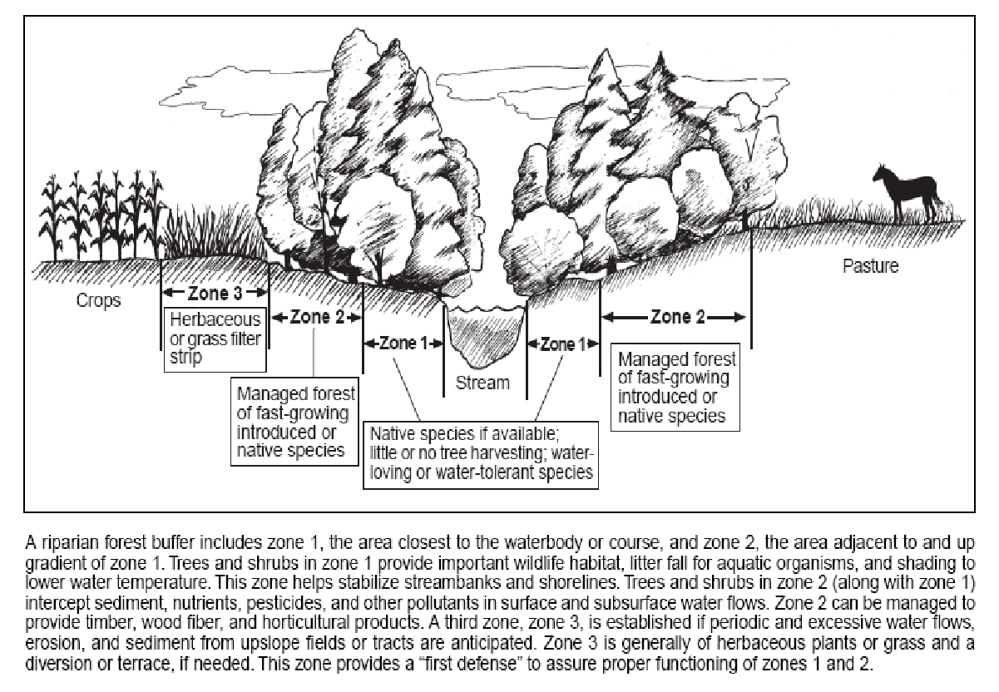 Crops
Zone 3
Herbaceous
or grass filter
strip
Zone 2
Managed forest
of fast-growing
introduced or
native species
Zone 1
Stream
Zone 1
Native species if available;
little or no tree harvesting; water-
loving or water-tolerant species
Zone 2
Managed forest
of fast-growing
introduced or
native species
Pasture
A riparian forest buffer includes zone 1, the area closest to the waterbody or course, and zone 2, the area adjacent to and up
gradient of zone 1. Trees and shrubs in zone 1 provide important wildlife habitat, litter fall for aquatic organisms, and shading to
lower water temperature. This zone helps stabilize streambanks and shorelines. Trees and shrubs in zone 2 (along with zone 1)
intercept sediment, nutrients, pesticides, and other pollutants in surface and subsurface water flows. Zone 2 can be managed to
provide timber, wood fiber, and horticultural products. A third zone, zone 3, is established if periodic and excessive water flows,
erosion, and sediment from upslope fields or tracts are anticipated. Zone 3 is generally of herbaceous plants or grass and a
diversion or terrace, if needed. This zone provides a “first defense” to assure proper functioning of zones 1 and 2.